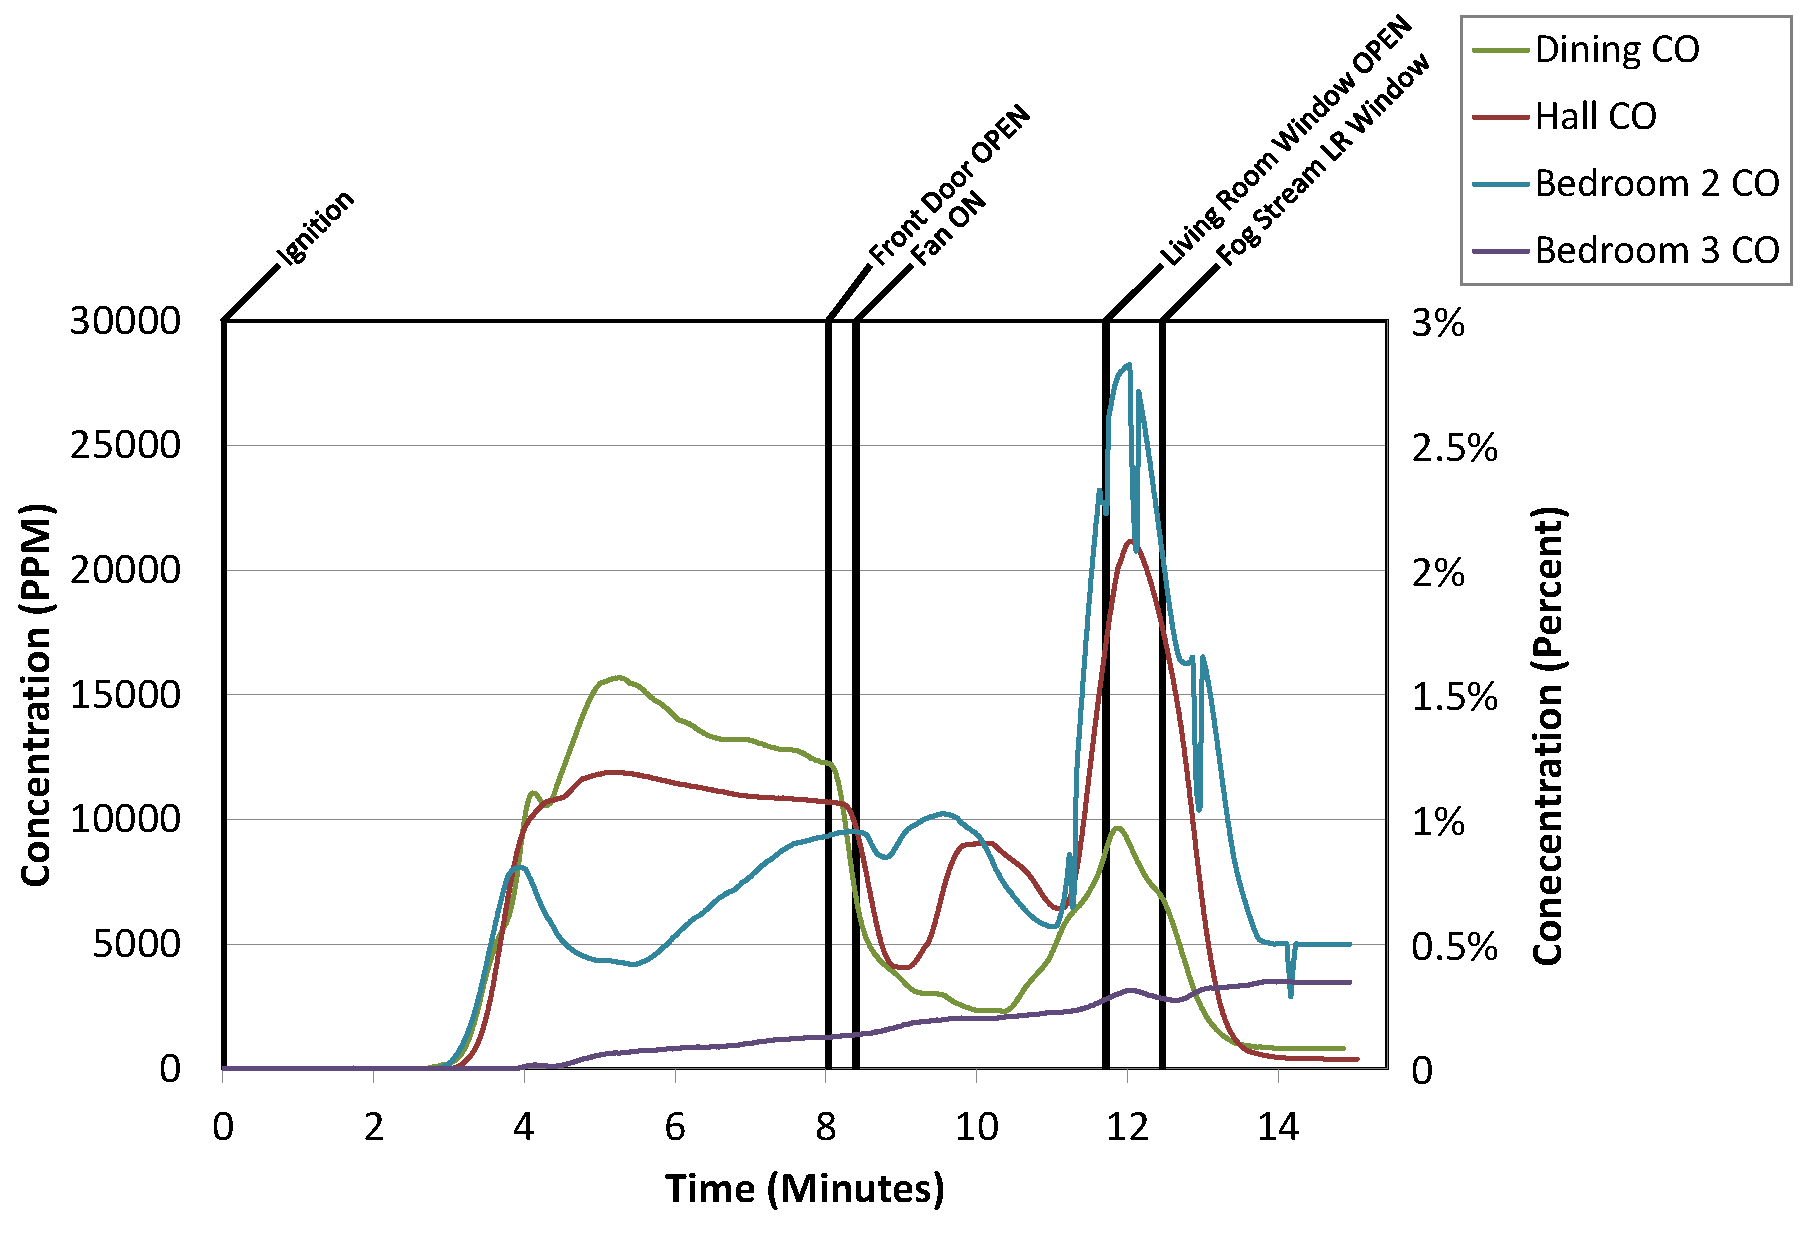 Dining CO
Hall CO
Bedroom 2 CO
Bedroom 3 CO
Ignition
Front Door OPEN
Fan ON
Living Room Window OPEN
Fog Stream LR Window
30000
25000
20000
15000
10000
5000
0
Concentration (PPM)
3%
2.5%
2%
1.5%
1%
0.5%
0
Conecentration (Percent)
0 2 4 6 8 10 12 14
Time (Minutes)